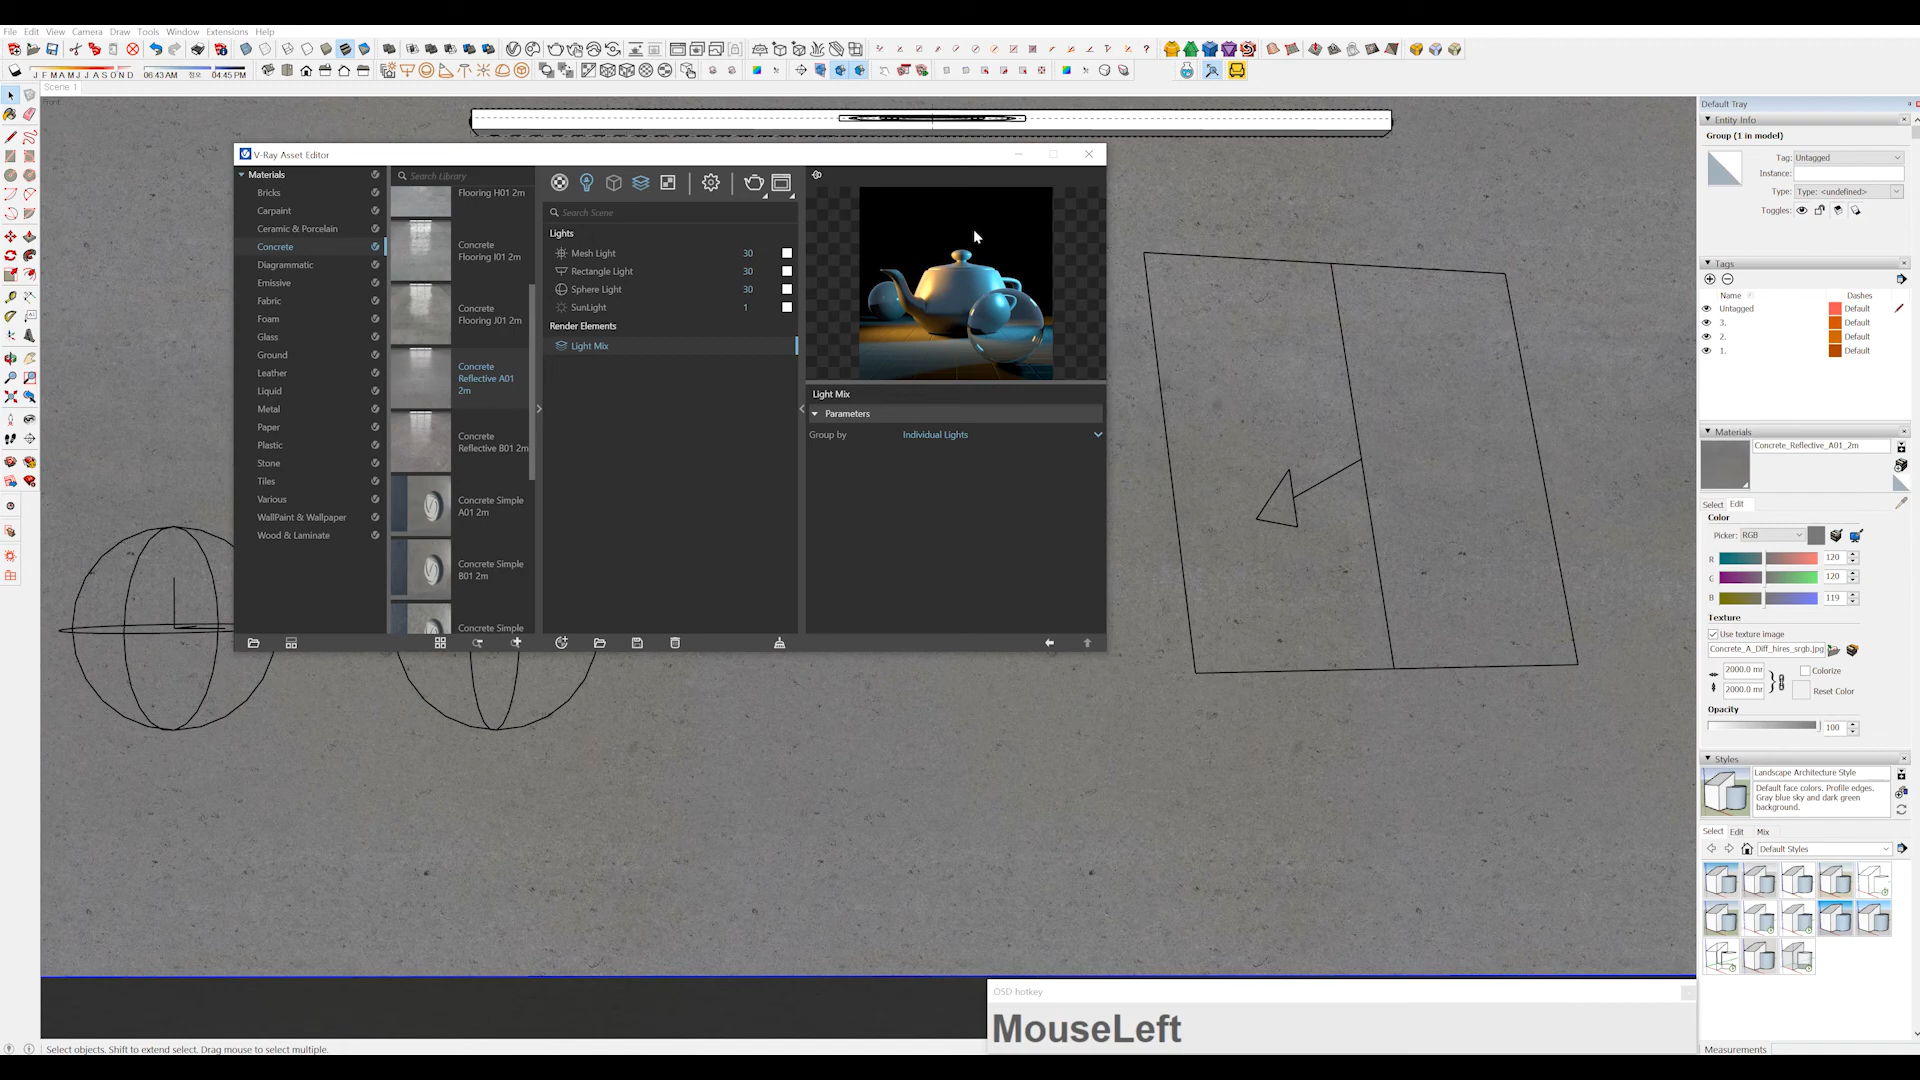 File Edit View Camera Draw Tools Window Extensions Help
J F M A M J J A S O N D 06:43 AM 정오 04:45 PM
Scene 1
Front
V-Ray Asset Editor
Materials
Bricks
Carpaint
Ceramic & Porcelain
Concrete
Diagrammatic
Emissive
Fabric
Foam
Glass
Ground
Leather
Liquid
Metal
Paper
Plastic
Stone
Tiles
Various
WallPaint & Wallpaper
Wood & Laminate
Search Library
Flooring H01 2m
Concrete
Flooring I01 2m
Concrete
Flooring J01 2m
Concrete
Reflective A01
2m
Concrete
Reflective B01 2m
Concrete Simple
A01 2m
Concrete Simple
B01 2m
Concrete Simple
Search Scene
Lights
Mesh Light 30
Rectangle Light 30
Sphere Light 30
SunLight 1
Render Elements
Light Mix
Light Mix
Parameters
Group by Individual Lights
OSD hotkey
MouseLeft
Select objects. Shift to extend select. Drag mouse to select multiple.
Default Tray
Entity Info
Group (1 in model)
Tag: Untagged
Instance:
Type: Type: <undefined>
Toggles:
Tags
Name Dashes
Untagged Default
3. Default
2. Default
1. Default
Materials
Concrete_Reflective_A01_2m
Select Edit
Color
Picker: RGB
R 120
G 120
B 119
Texture
Use texture image
Concrete_A_Diff_hires_srgb.jpg
2000.0 mr Colorize
2000.0 mr Reset Color
Opacity
100
Styles
Landscape Architecture Style
Default face colors. Profile edges.
Gray blue sky and dark green
background.
Select Edit Mix
Default Styles
Measurements